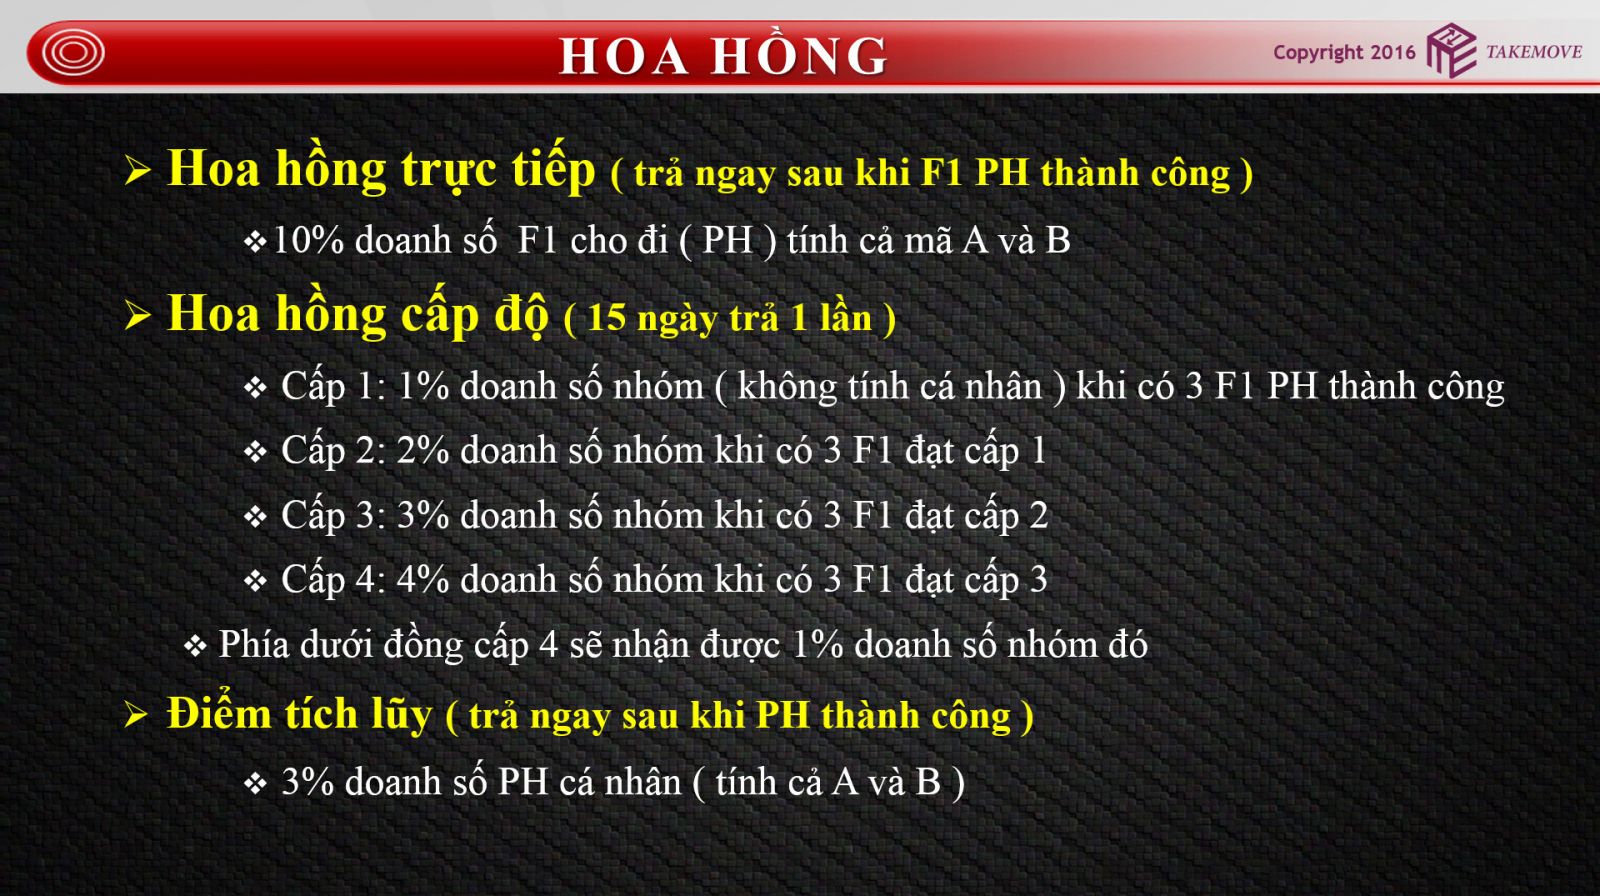 HOA HỒNG
Copyright 2016 TAKEMOVE
Hoa hồng trực tiếp ( trả ngay sau khi F1 PH thành công )
10% doanh số F1 cho đi ( PH ) tính cả mã A và B
Hoa hồng cấp độ ( 15 ngày trả 1 lần )
Cấp 1: 1% doanh số nhóm ( không tính cá nhân ) khi có 3 F1 PH thành công
Cấp 2: 2% doanh số nhóm khi có 3 F1 đạt cấp 1
Cấp 3: 3% doanh số nhóm khi có 3 F1 đạt cấp 2
Cấp 4: 4% doanh số nhóm khi có 3 F1 đạt cấp 3
Phía dưới đồng cấp 4 sẽ nhận được 1% doanh số nhóm đó
Điểm tích lũy ( trả ngay sau khi PH thành công )
3% doanh số PH cá nhân ( tính cả A và B )